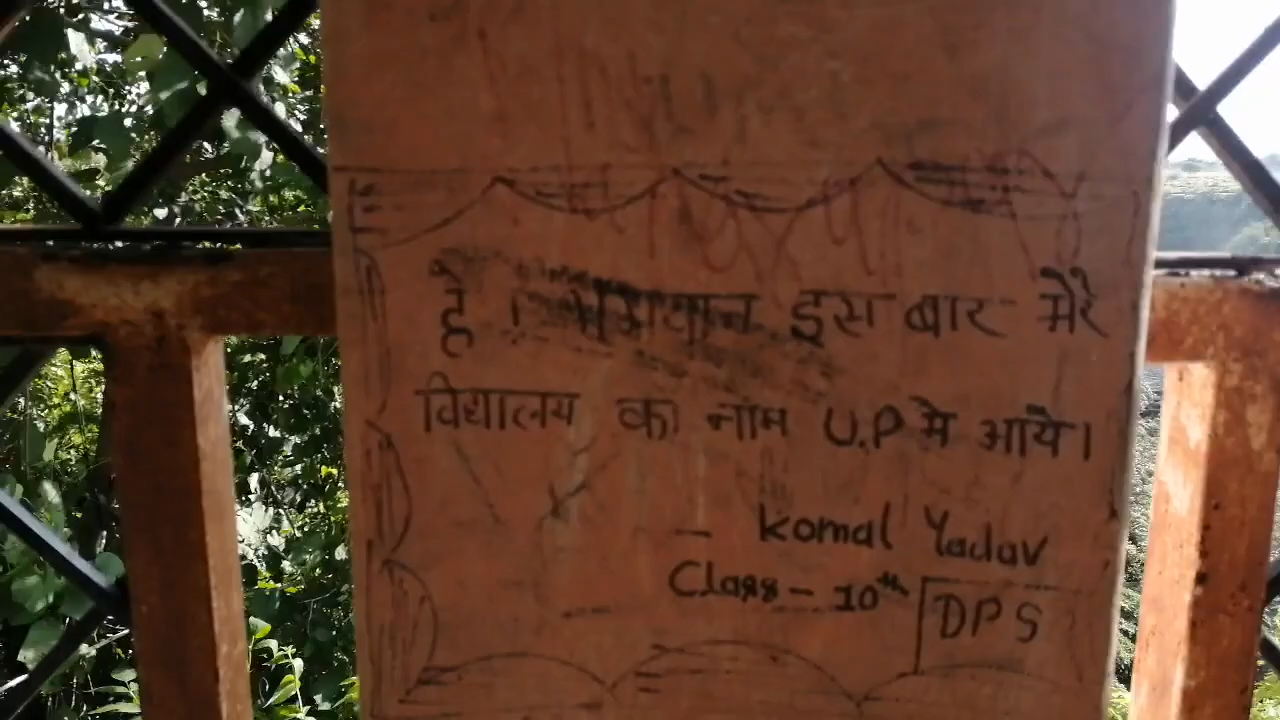 हे । भगवान इस बार मेरे
विद्यालय का नाम U.P मे आये।
– Komal Yadav
Class – 10th DPS